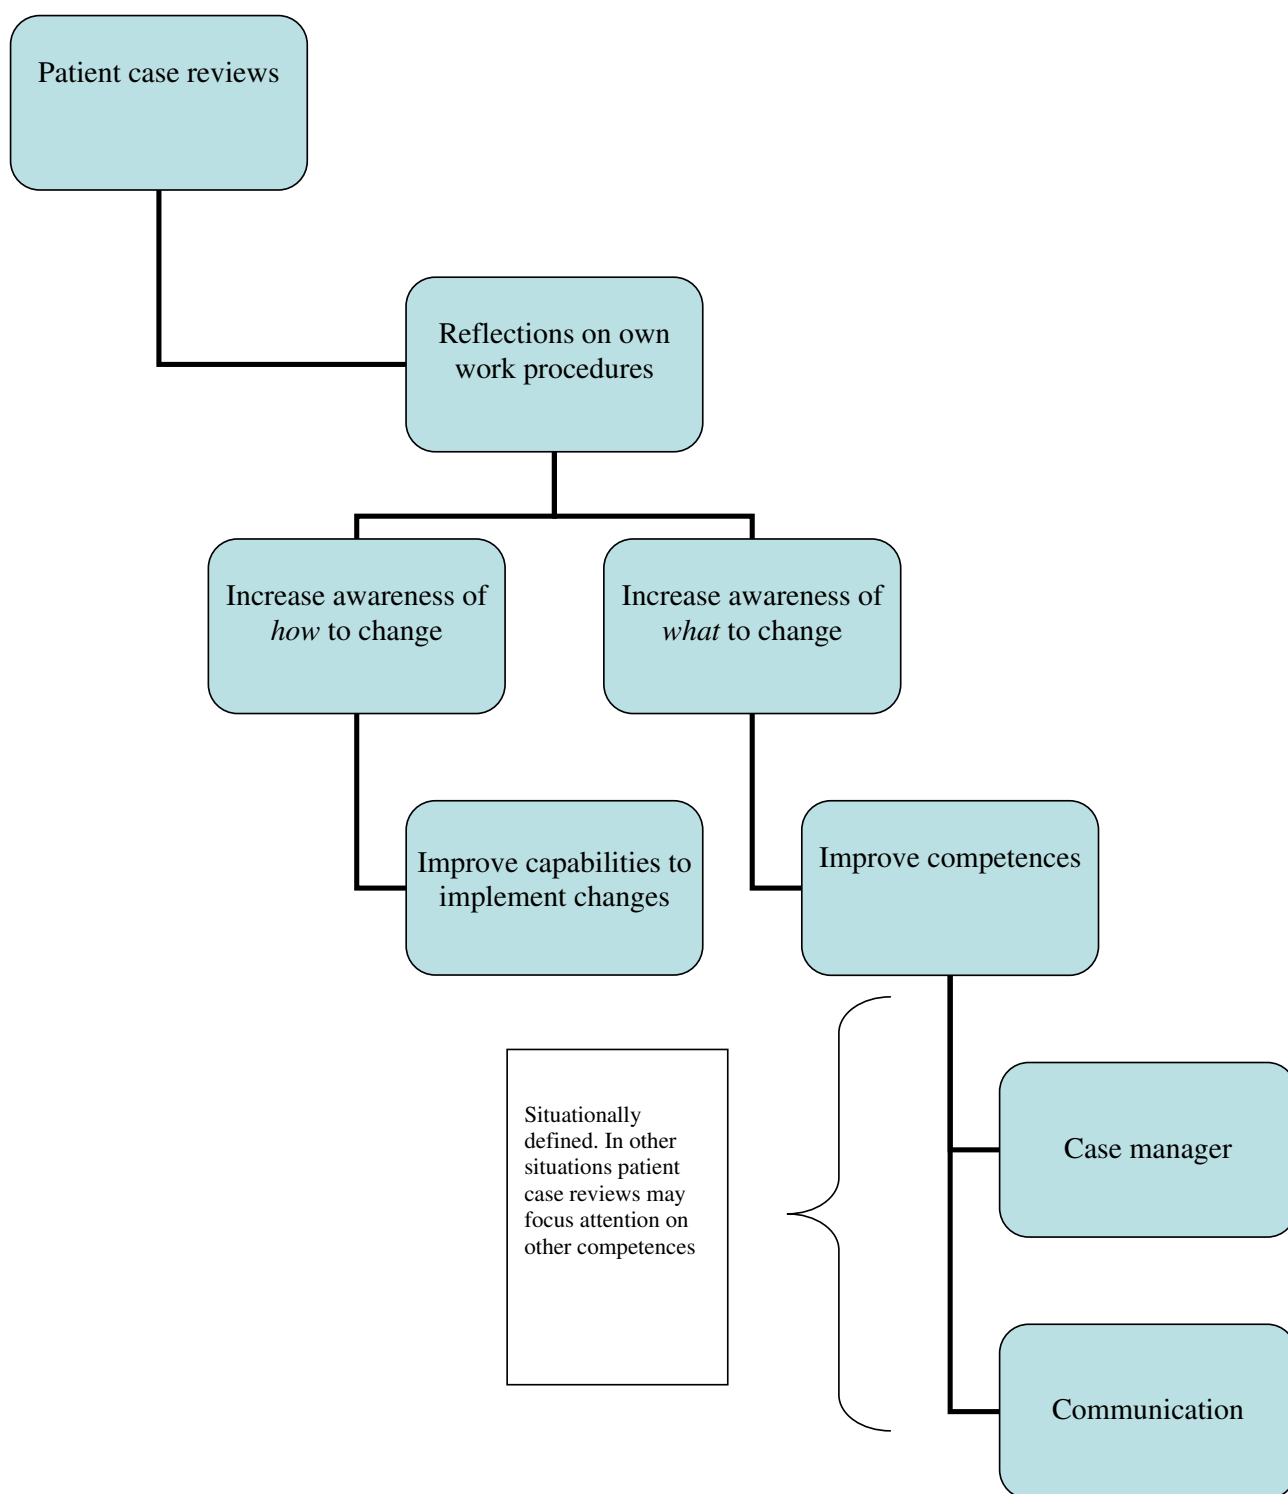 Patient case reviews
Reflections on own
work procedures
Increase awareness of
how to change
Increase awareness of
what to change
Improve capabilities to
implement changes
Improve competences
Situationally
defined. In other
situations patient
case reviews may
focus attention on
other competences
Case manager
Communication